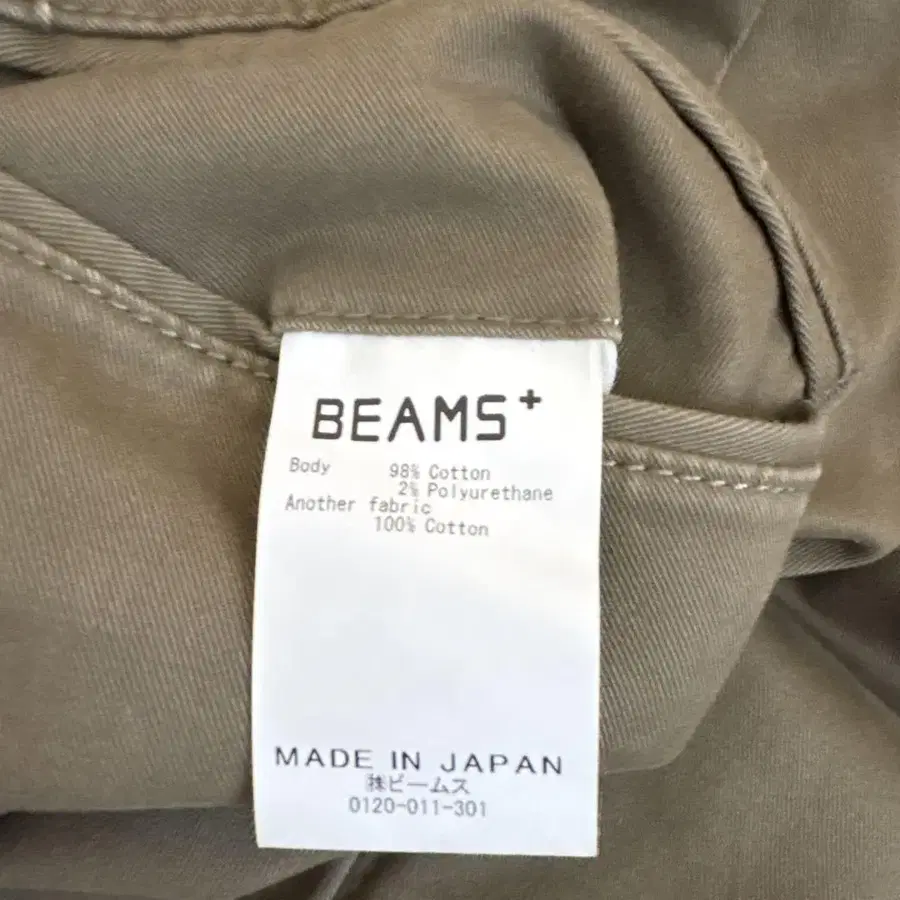 BEAMS+
Body 98% Cotton
2% Polyurethane
Another fabric
100% Cotton
MADE IN JAPAN
㈱ビームス
0120-011-301